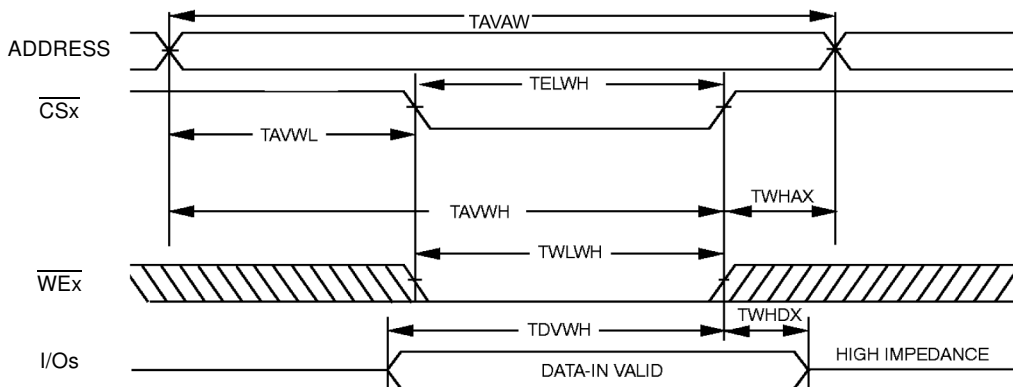 TAVAW
ADDRESS
TELWH
CSx
TAVWL
TAVWH
TWHAX
TWLWH
WEx
TWHDX
TDVWH
I/Os
DATA-IN VALID
HIGH IMPEDANCE